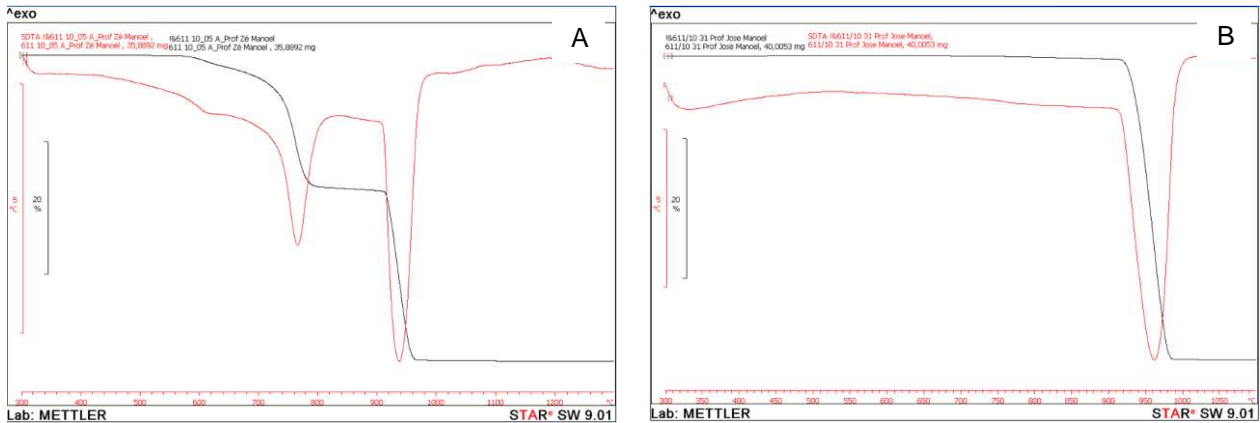 ^exo
SDTA !&611 10_05 A_Prof Zé Manoel ,
611 10_05 A_Prof Zé Manoel , 35,8892 mg
!&611 10_05 A_Prof Zé Manoel
611 10_05 A_Prof Zé Manoel , 35,8892 mg
A
5
°C
20
%
300 400 500 600 700 800 900 1000 1100 1200 °C
Lab: METTLER
STARe SW 9.01
^exo
!&611/10 31 Prof Jose Manoel
611/10 31 Prof Jose Manoel, 40,0053 mg
SDTA !&611/10 31 Prof Jose Manoel,
611/10 31 Prof Jose Manoel, 40,0053 mg
B
5
°C
20
%
300 350 400 450 500 550 600 650 700 750 800 850 900 950 1000 1050 °C
Lab: METTLER
STARe SW 9.01